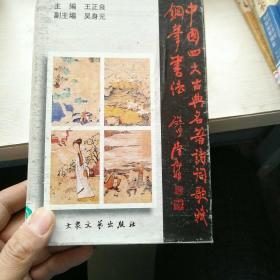 主 编 王正良
副主编 吴身元
中国四大古典名著诗词歌赋
钢笔书法
大众文艺出版社